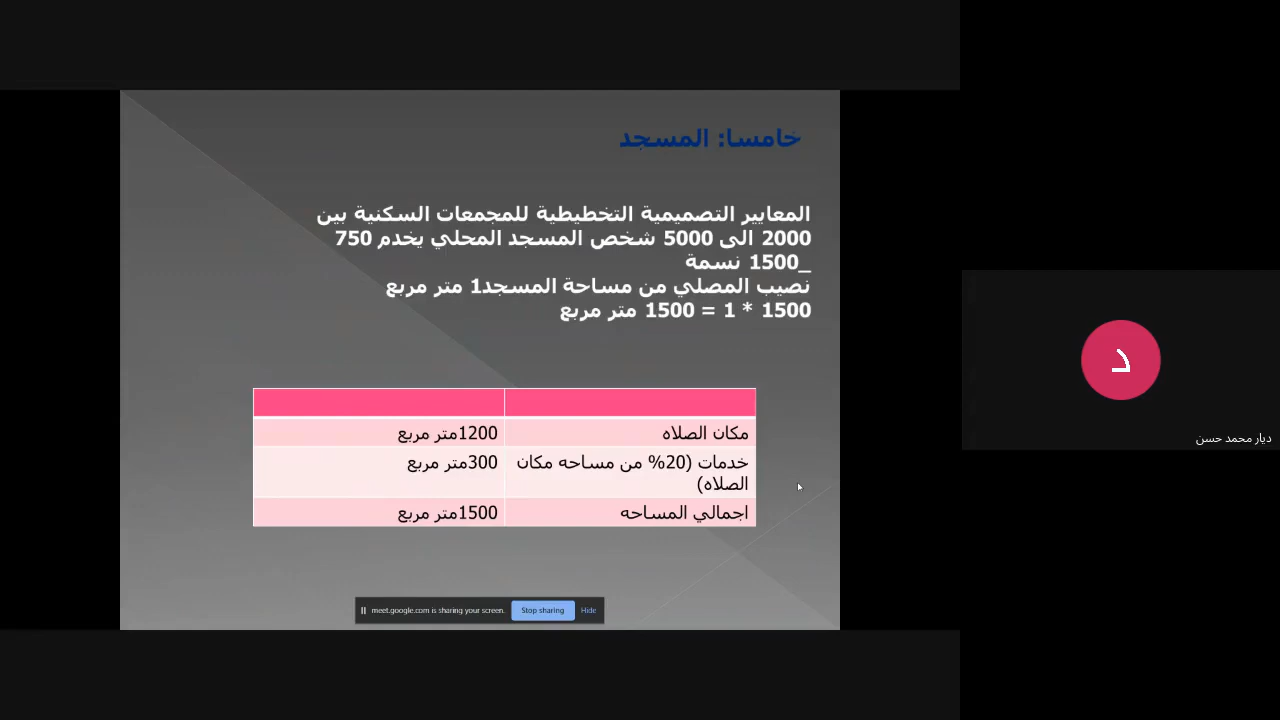 خامسا: المسجد
المعايير التصميمية التخطيطية للمجمعات السكنية بين
2000 الى 5000 شخص المسجد المحلي يخدم 750
_1500 نسمة
نصيب المصلي من مساحة المسجد1 متر مربع
1500 * 1 = 1500 متر مربع
مكان الصلاه
1200متر مربع
خدمات (20% من مساحه مكان
الصلاه)
300متر مربع
اجمالي المساحه
1500متر مربع
meet.google.com is sharing your screen.
Stop sharing
Hide
د
ديار محمد حسن